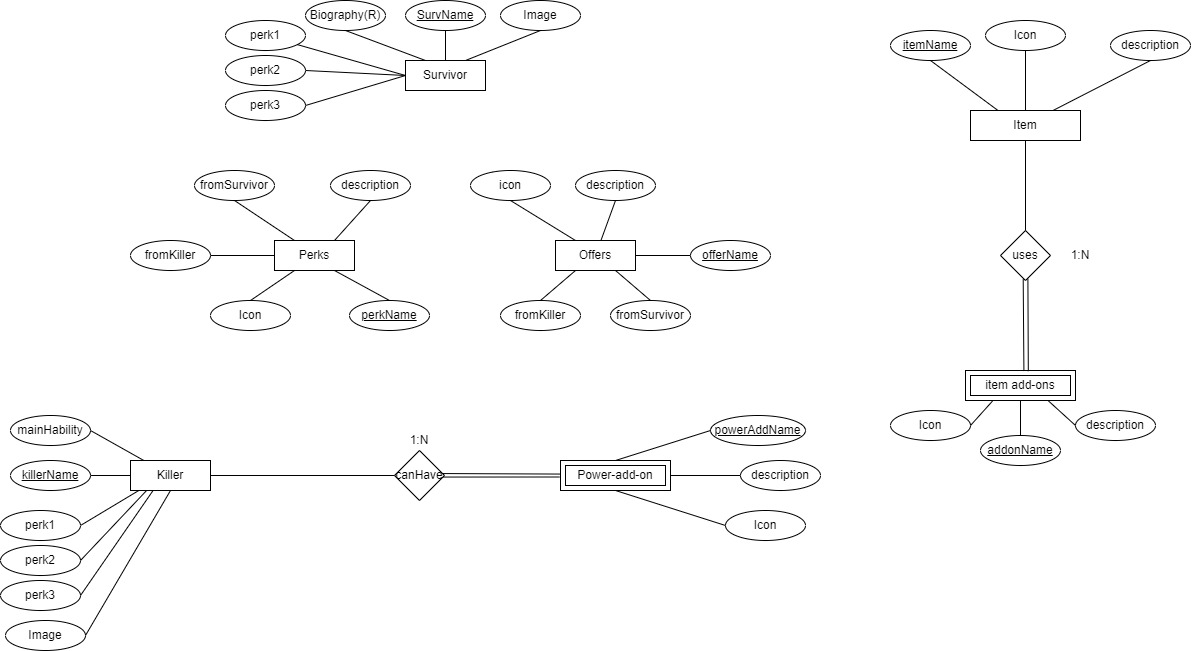 Biography(R)
SurvName
Image
perk1
perk2
perk3
Survivor
itemName
Icon
description
Item
uses
1:N
item add-ons
Icon
addonName
description
fromSurvivor
description
fromKiller
Perks
Icon
perkName
icon
description
Offers
offerName
fromKiller
fromSurvivor
mainHability
killerName
Killer
perk1
perk2
perk3
Image
1:N
canHave
Power-add-on
powerAddName
description
Icon